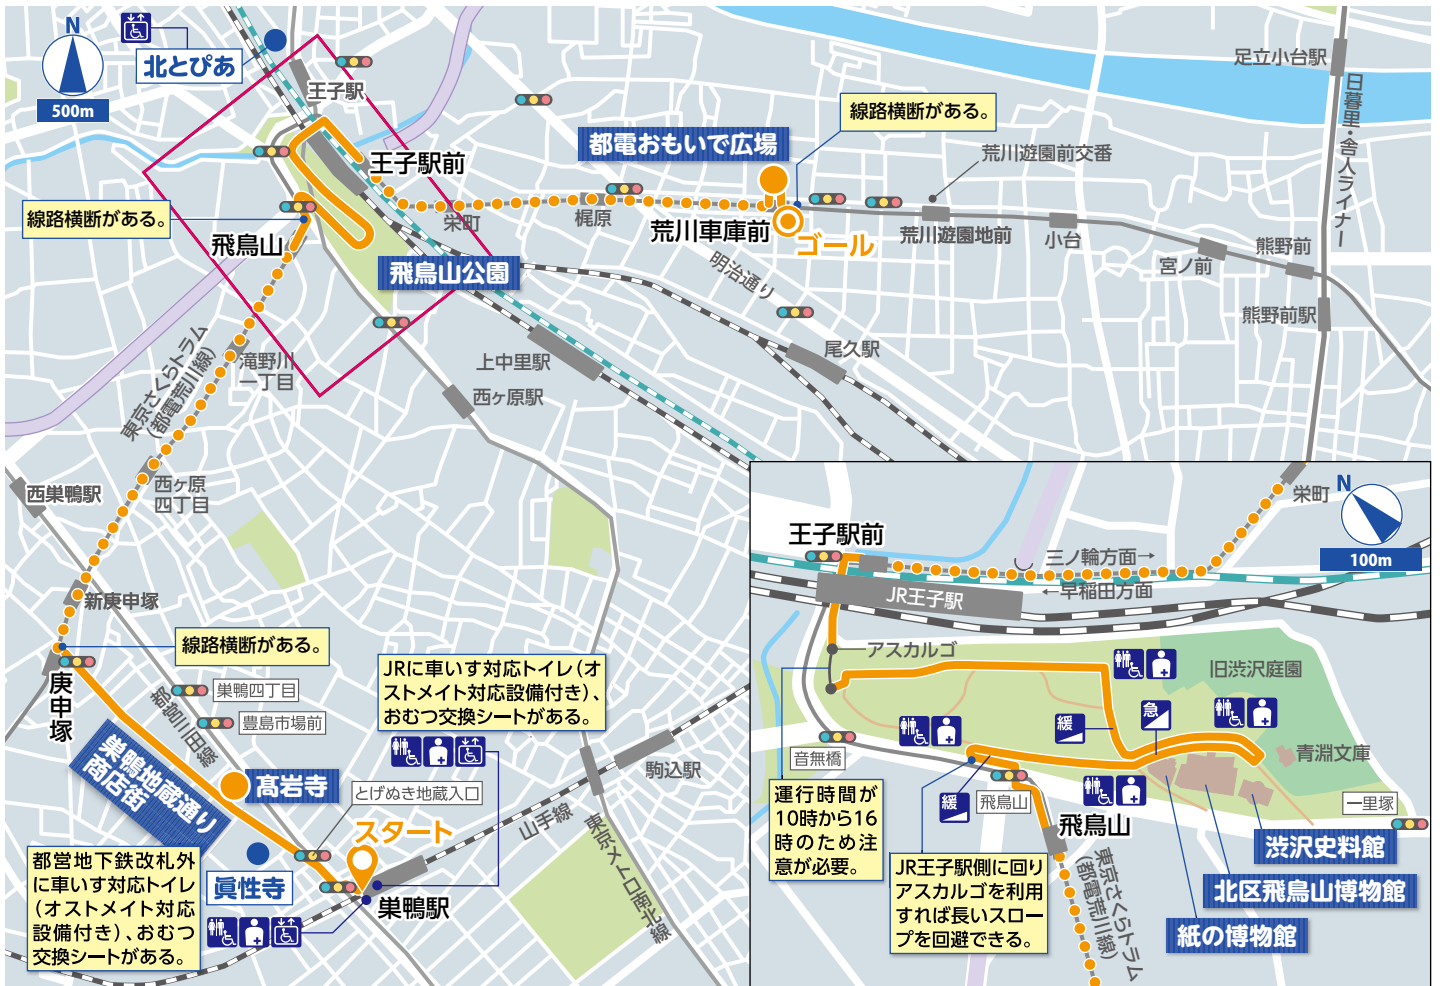 N
500m
北とぴあ
王子駅
王子駅前
線路横断がある。
飛鳥山
飛鳥山公園
栄町
梶原
都電おもいで広場
線路横断がある。
荒川遊園前交番
荒川車庫前
ゴール
荒川遊園地前
小台
宮ノ前
熊野前
熊野前駅
足立小台駅
日暮里・舎人ライナー
明治通り
尾久駅
上中里駅
西ヶ原駅
滝野川
一丁目
東京さくらトラム
(都電荒川線)
西ヶ原
四丁目
西巣鴨駅
新庚申塚
線路横断がある。
庚申塚
巣鴨四丁目
豊島市場前
都営三田線
巣鴨地蔵通り
商店街
髙岩寺
とげぬき地蔵入口
スタート
眞性寺
巣鴨駅
JRに車いす対応トイレ(オ
ストメイト対応設備付き)、
おむつ交換シートがある。
都営地下鉄改札外
に車いす対応トイレ
(オストメイト対応
設備付き)、おむつ
交換シートがある。
駒込駅
山手線
東京メトロ南北線
N
100m
栄町
王子駅前
三ノ輪方面→
←早稲田方面
JR王子駅
アスカルゴ
旧渋沢庭園
緩
急
音無橋
青淵文庫
運行時間が
10時から16
時のため注
意が必要。
緩
飛鳥山
飛鳥山
一里塚
JR王子駅側に回り
アスカルゴを利用
すれば長いスロー
プを回避できる。
東京さくらトラム
(都電荒川線)
渋沢史料館
北区飛鳥山博物館
紙の博物館